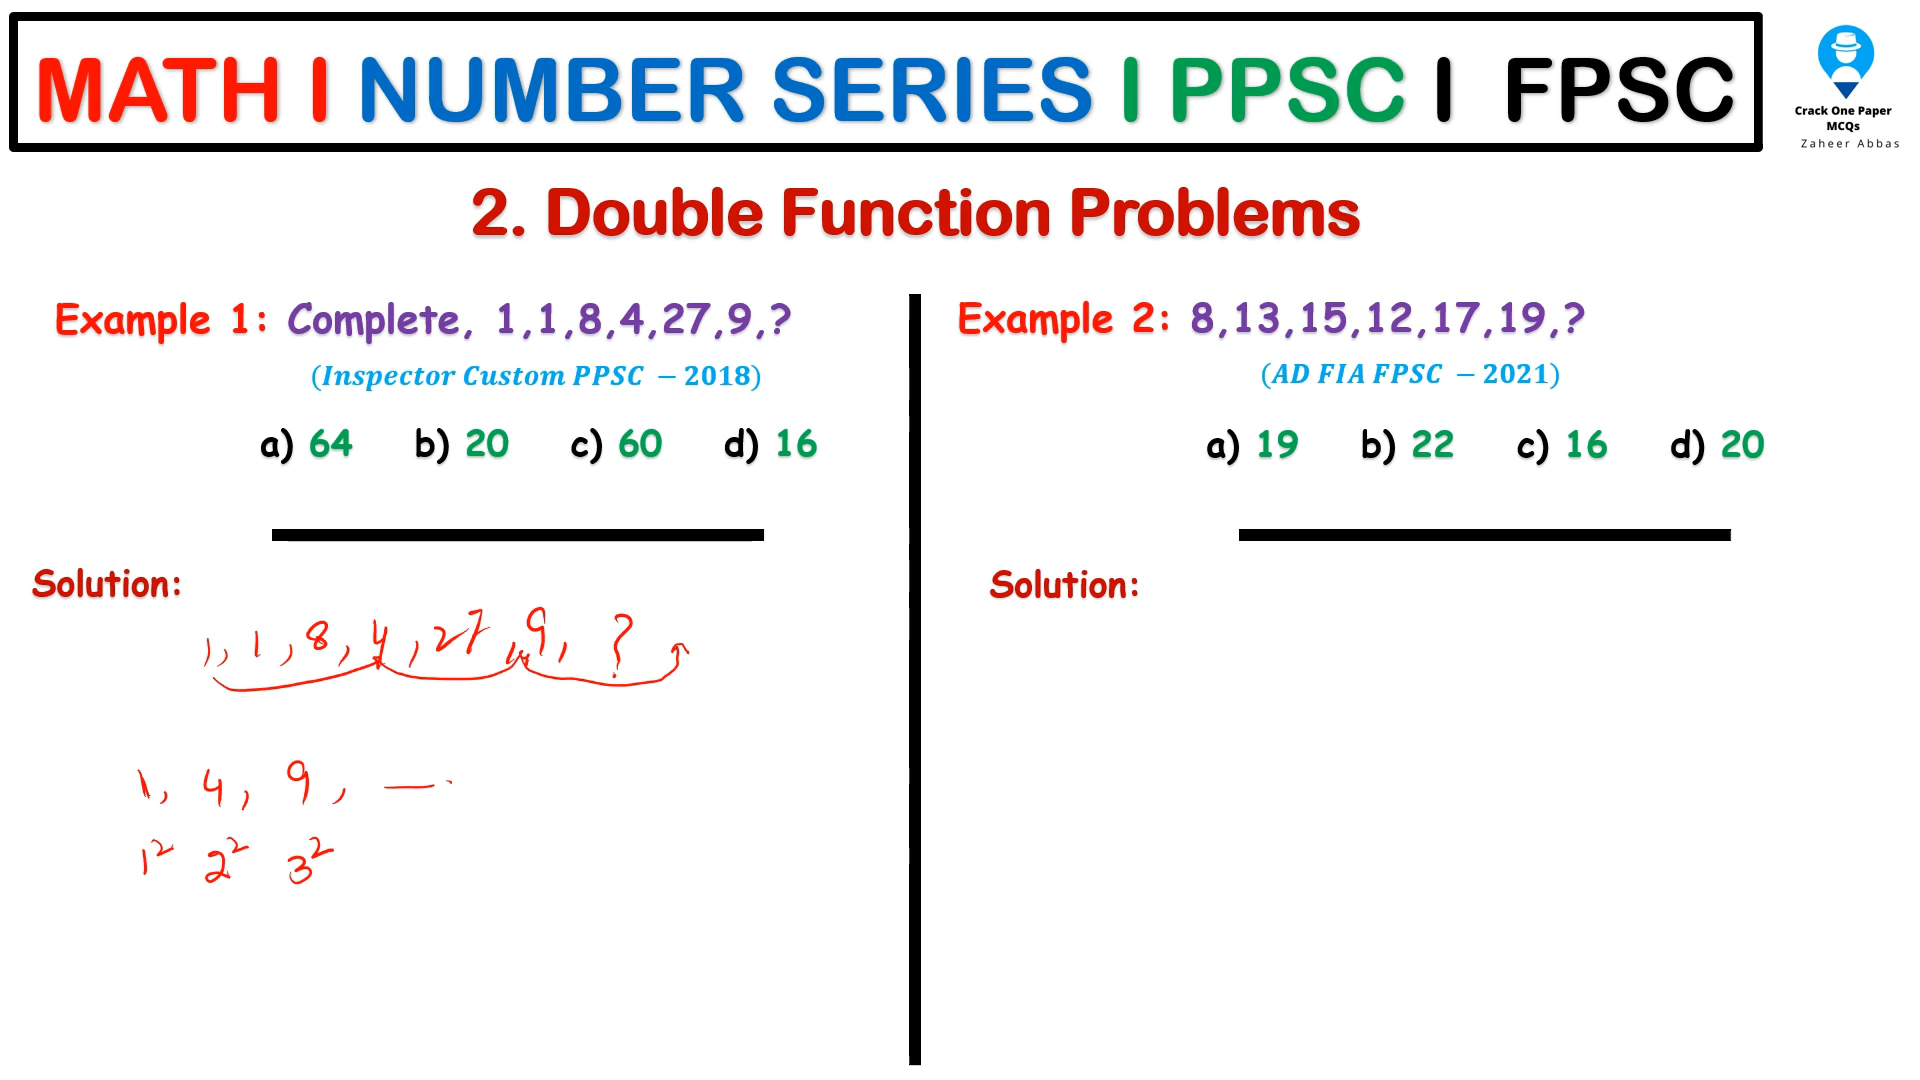 MATH I NUMBER SERIES I PPSC I FPSC
Crack One Paper
MCQs
Zaheer Abbas
2. Double Function Problems
Example 1: Complete, 1,1,8,4,27,9,?
(Inspector Custom PPSC – 2018)
a) 64 b) 20 c) 60 d) 16
Solution:
1, 1, 8, 4, 27, 9, ?
1, 4, 9, —
1² 2² 3²
Example 2: 8,13,15,12,17,19,?
(AD FIA FPSC – 2021)
a) 19 b) 22 c) 16 d) 20
Solution: